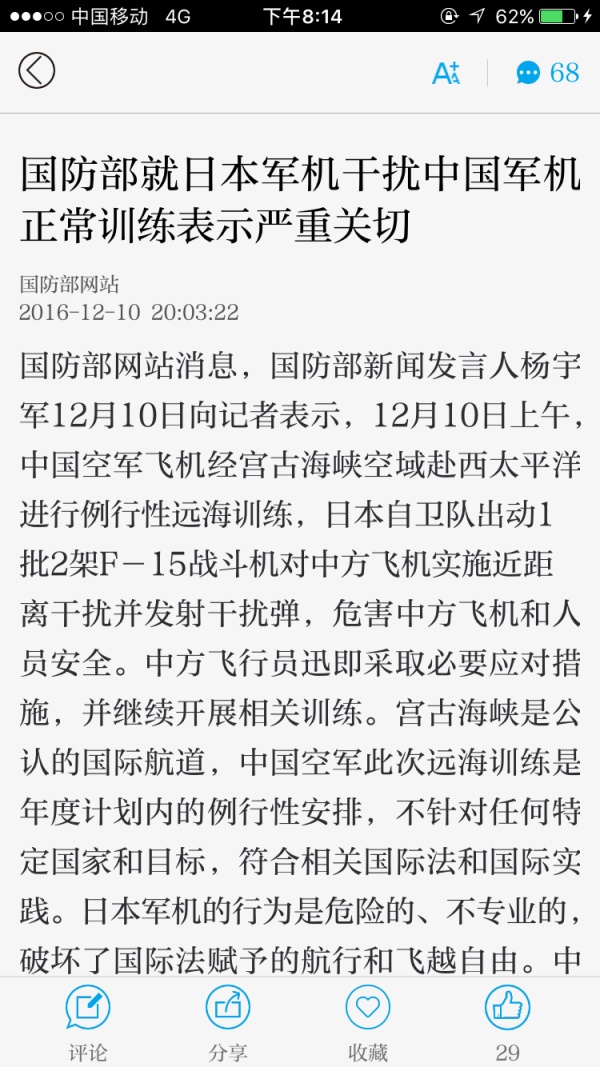 中国移动 4G 下午8:14 62%
A+A 68
国防部就日本军机干扰中国军机
正常训练表示严重关切
国防部网站
2016-12-10 20:03:22
国防部网站消息，国防部新闻发言人杨宇
军12月10日向记者表示，12月10日上午，
中国空军飞机经宫古海峡空域赴西太平洋
进行例行性远海训练，日本自卫队出动1
批2架F－15战斗机对中方飞机实施近距
离干扰并发射干扰弹，危害中方飞机和人
员安全。中方飞行员迅即采取必要应对措
施，并继续开展相关训练。宫古海峡是公
认的国际航道，中国空军此次远海训练是
年度计划内的例行性安排，不针对任何特
定国家和目标，符合相关国际法和国际实
践。日本军机的行为是危险的、不专业的，
破坏了国际法赋予的航行和飞越自由。中
评论 分享 收藏 29